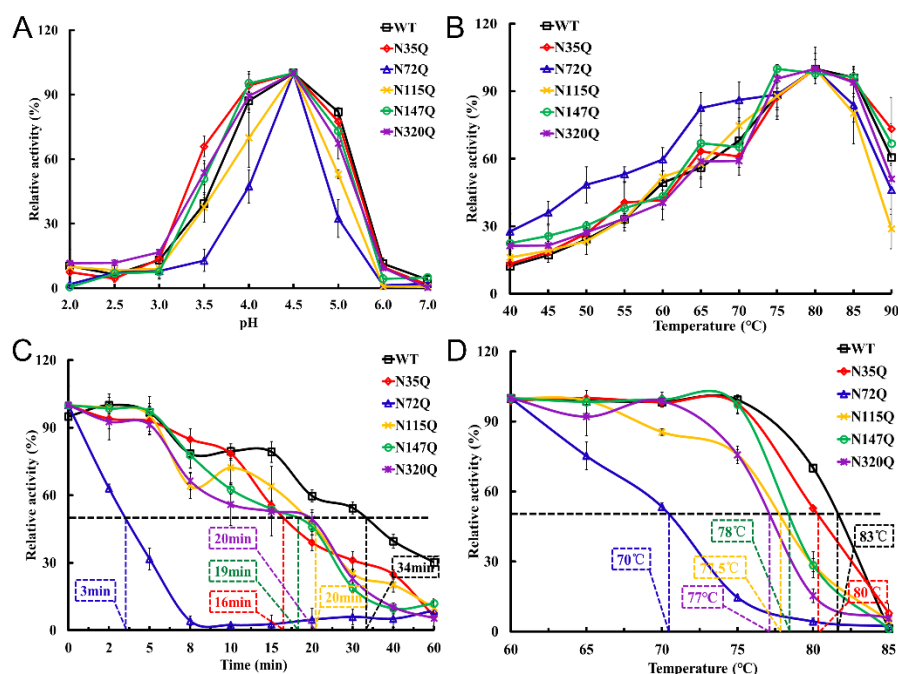 A
Relative activity (%)
120
90
60
30
0
2.0 2.5 3.0 3.5 4.0 4.5 5.0 6.0 7.0
pH
WT
N35Q
N72Q
N115Q
N147Q
N320Q
B
Relative activity (%)
120
90
60
30
0
40 45 50 55 60 65 70 75 80 85 90
Temperature (°C)
WT
N35Q
N72Q
N115Q
N147Q
N320Q
C
Relative activity (%)
120
90
60
30
0
0 2 5 8 10 15 20 30 40 60
Time (min)
WT
N35Q
N72Q
N115Q
N147Q
N320Q
3min
20min
19min
16min
20min
34min
D
Relative activity (%)
120
90
60
30
0
60 65 70 75 80 85
Temperature (°C)
WT
N35Q
N72Q
N115Q
N147Q
N320Q
70℃
77℃
78℃
77.5℃
83℃
80℃